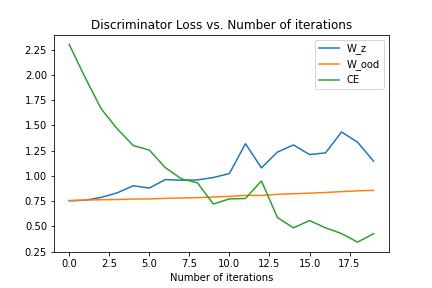 Discriminator Loss vs. Number of iterations
W_z
W_ood
CE
2.25
2.00
1.75
1.50
1.25
1.00
0.75
0.50
0.25
0.0 2.5 5.0 7.5 10.0 12.5 15.0 17.5
Number of iterations